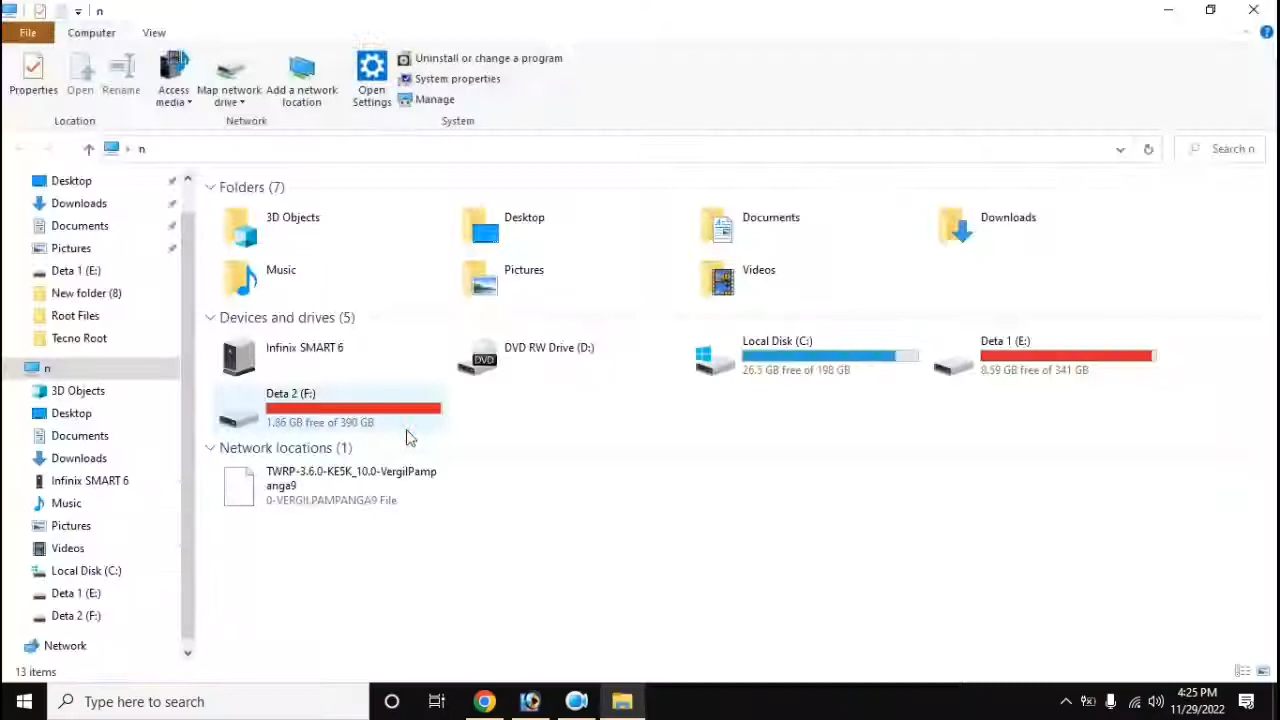 n
File Computer View
Properties Open Rename Access media Map network drive Add a network location Open Settings Uninstall or change a program
System properties
Manage
Location Network System
n Search n
Desktop
Downloads
Documents
Pictures
Deta 1 (E:)
New folder (8)
Root Files
Tecno Root
n
3D Objects
Desktop
Documents
Downloads
Infinix SMART 6
Music
Pictures
Videos
Local Disk (C:)
Deta 1 (E:)
Deta 2 (F:)
Network
Folders (7)
3D Objects Desktop Documents Downloads
Music Pictures Videos
Devices and drives (5)
Infinix SMART 6
DVD DVD RW Drive (D:)
Local Disk (C:)
26.5 GB free of 198 GB
Deta 1 (E:)
8.59 GB free of 341 GB
Deta 2 (F:)
1.86 GB free of 390 GB
Network locations (1)
TWRP-3.6.0-KE5K_10.0-VergilPamp
anga9
0-VERGILPAMPANGA9 File
13 items
Type here to search
4:25 PM
11/29/2022